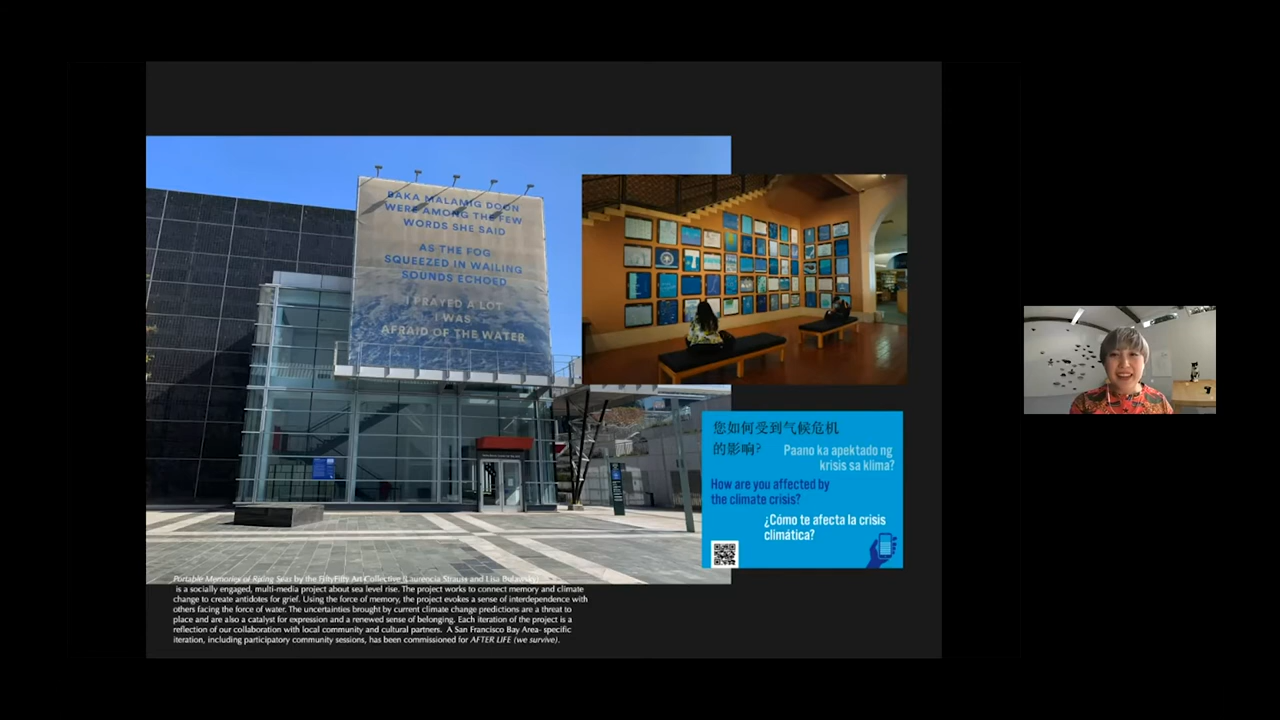 BAKA MALAMIG DOON
WERE AMONG THE FEW
WORDS SHE SAID
AS THE FOG
SQUEEZED IN WAILING
SOUNDS ECHOED
I PRAYED A LOT
I WAS
AFRAID OF THE WATER
您如何受到气候危机
的影响?
Paano ka apektado ng
krisis sa klima?
How are you affected by
the climate crisis?
¿Cómo te afecta la crisis
climática?
Portable Memories of Rising Seas by the FiftyFifty Art Collective (Laurencia Strauss and Lisa
is a socially engaged, multi-media project about sea level rise. The project works to connect memory and climate
change to create antidotes for grief. Using the force of memory, the project evokes a sense of interdependence with
others facing the force of water. The uncertainties brought by current climate change predictions are a threat to
place and are also a catalyst for expression and a renewed sense of belonging. Each iteration of the project is a
reflection of our collaboration with local community and cultural partners. A San Francisco Bay Area- specific
iteration, including participatory community sessions, has been commissioned for AFTER LIFE (we survive).